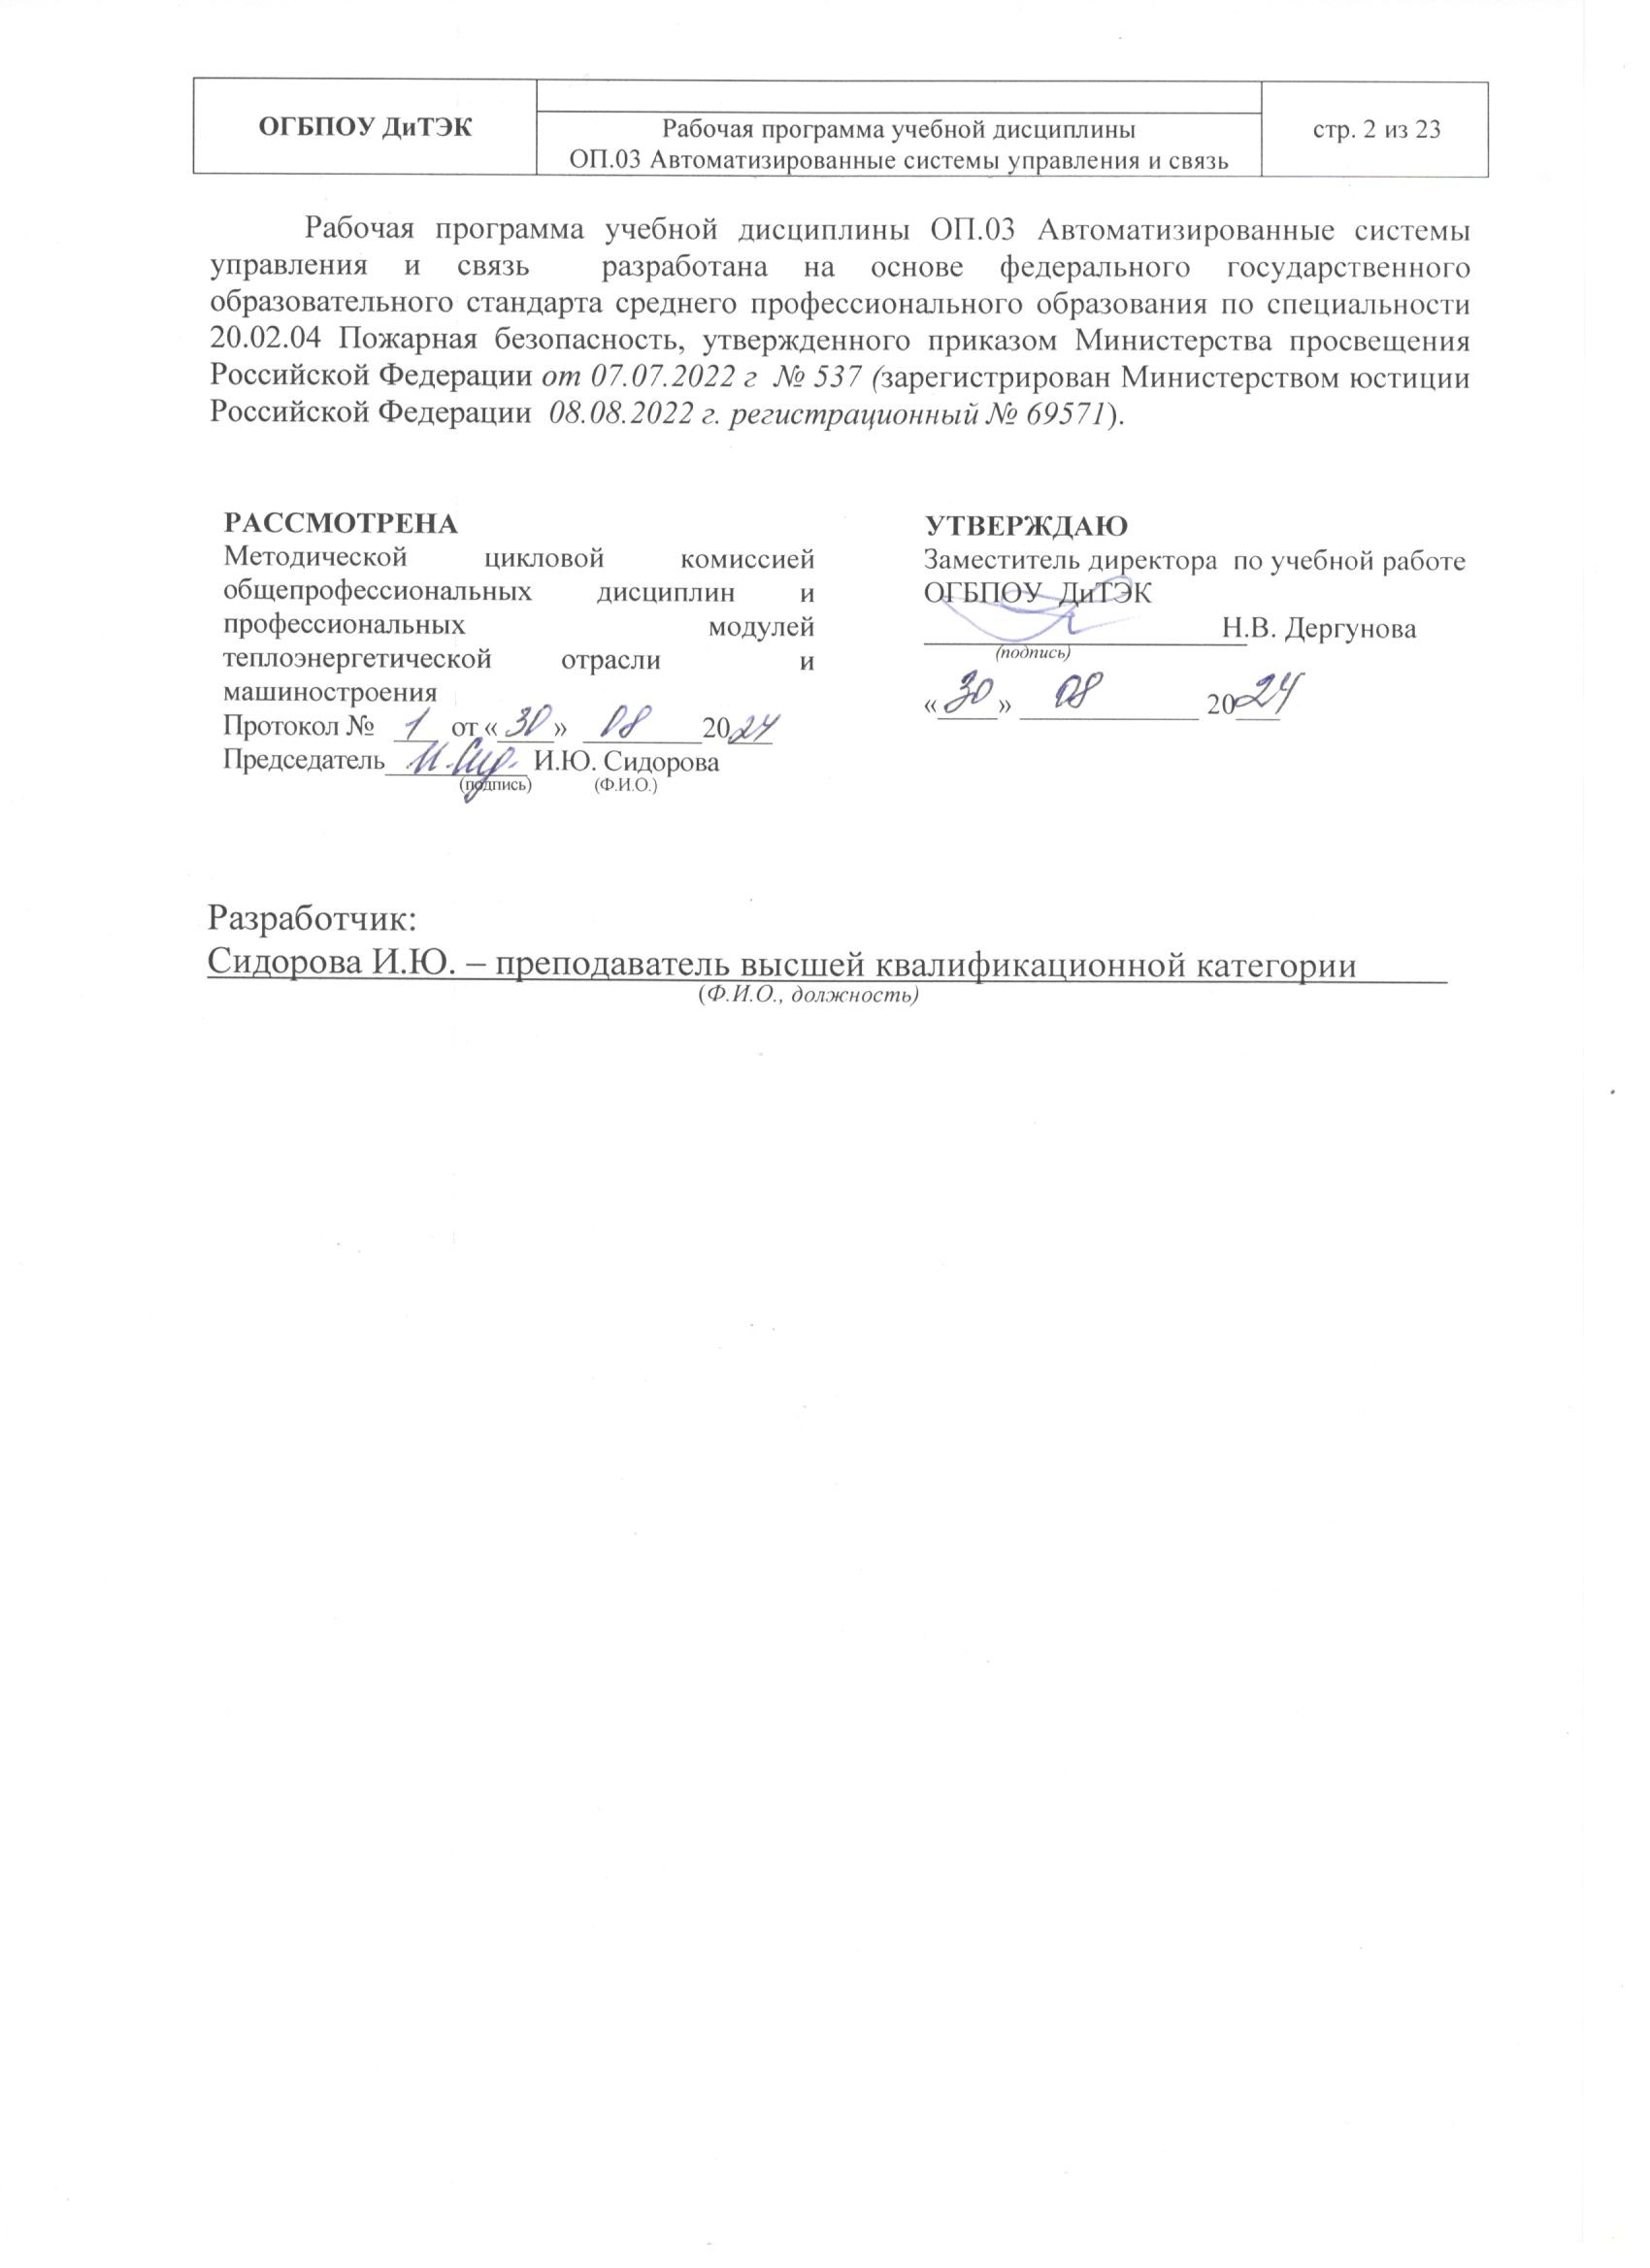 ОГБПОУ ДиТЭК
Рабочая программа учебной дисциплины
ОП.03 Автоматизированные системы управления и связь
стр. 2 из 23
Рабочая программа учебной дисциплины ОП.03 Автоматизированные системы
управления и связь разработана на основе федерального государственного
образовательного стандарта среднего профессионального образования по специальности
20.02.04 Пожарная безопасность, утвержденного приказом Министерства просвещения
Российской Федерации от 07.07.2022 г № 537 (зарегистрирован Министерством юстиции
Российской Федерации 08.08.2022 г. регистрационный № 69571).
РАССМОТРЕНА
Методической цикловой комиссией
общепрофессиональных дисциплин и
профессиональных модулей
теплоэнергетической отрасли и
машиностроения
Протокол № 1 от «30» 08 2024
Председатель И.Ю. Сидорова
(подпись) (Ф.И.О.)
УТВЕРЖДАЮ
Заместитель директора по учебной работе
ОГБПОУ ДиТЭК
Н.В. Дергунова
(подпись)
«30» 08 2024
Разработчик:
Сидорова И.Ю. – преподаватель высшей квалификационной категории
(Ф.И.О., должность)